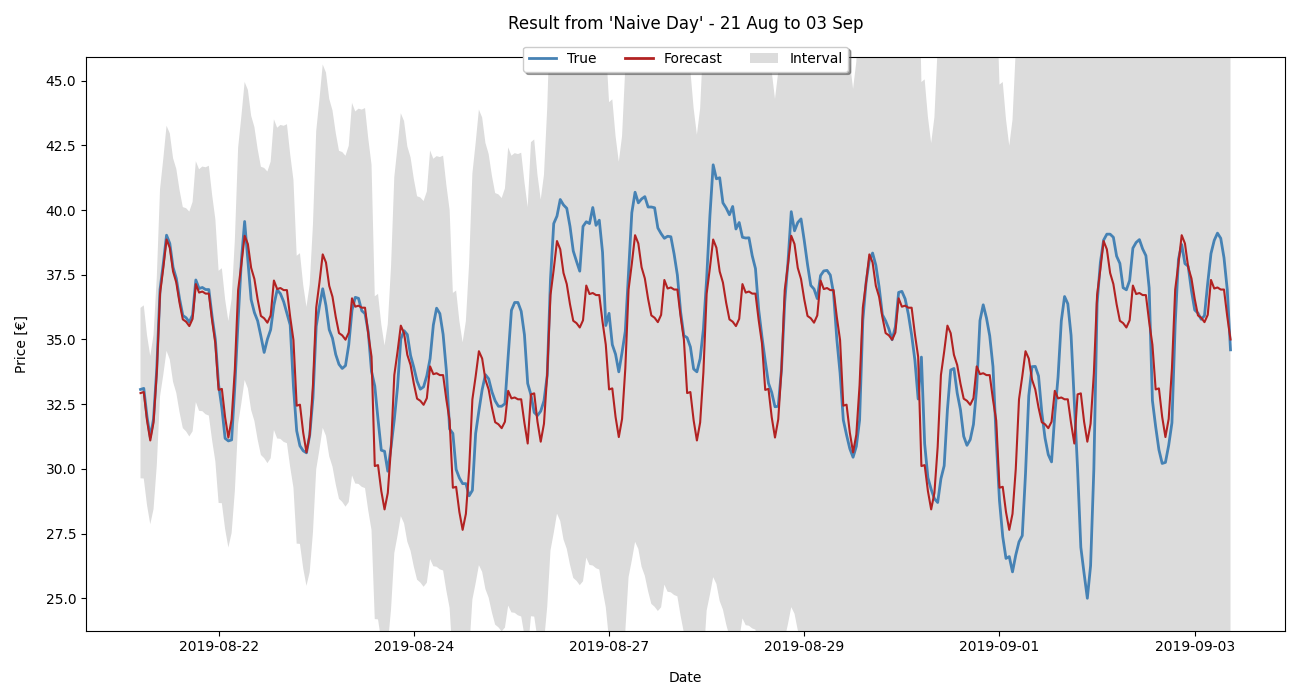 Result from 'Naive Day' - 21 Aug to 03 Sep
True Forecast Interval
45.0
42.5
40.0
37.5
35.0
32.5
30.0
27.5
25.0
Price [€]
2019-08-22 2019-08-24 2019-08-27 2019-08-29 2019-09-01 2019-09-03
Date